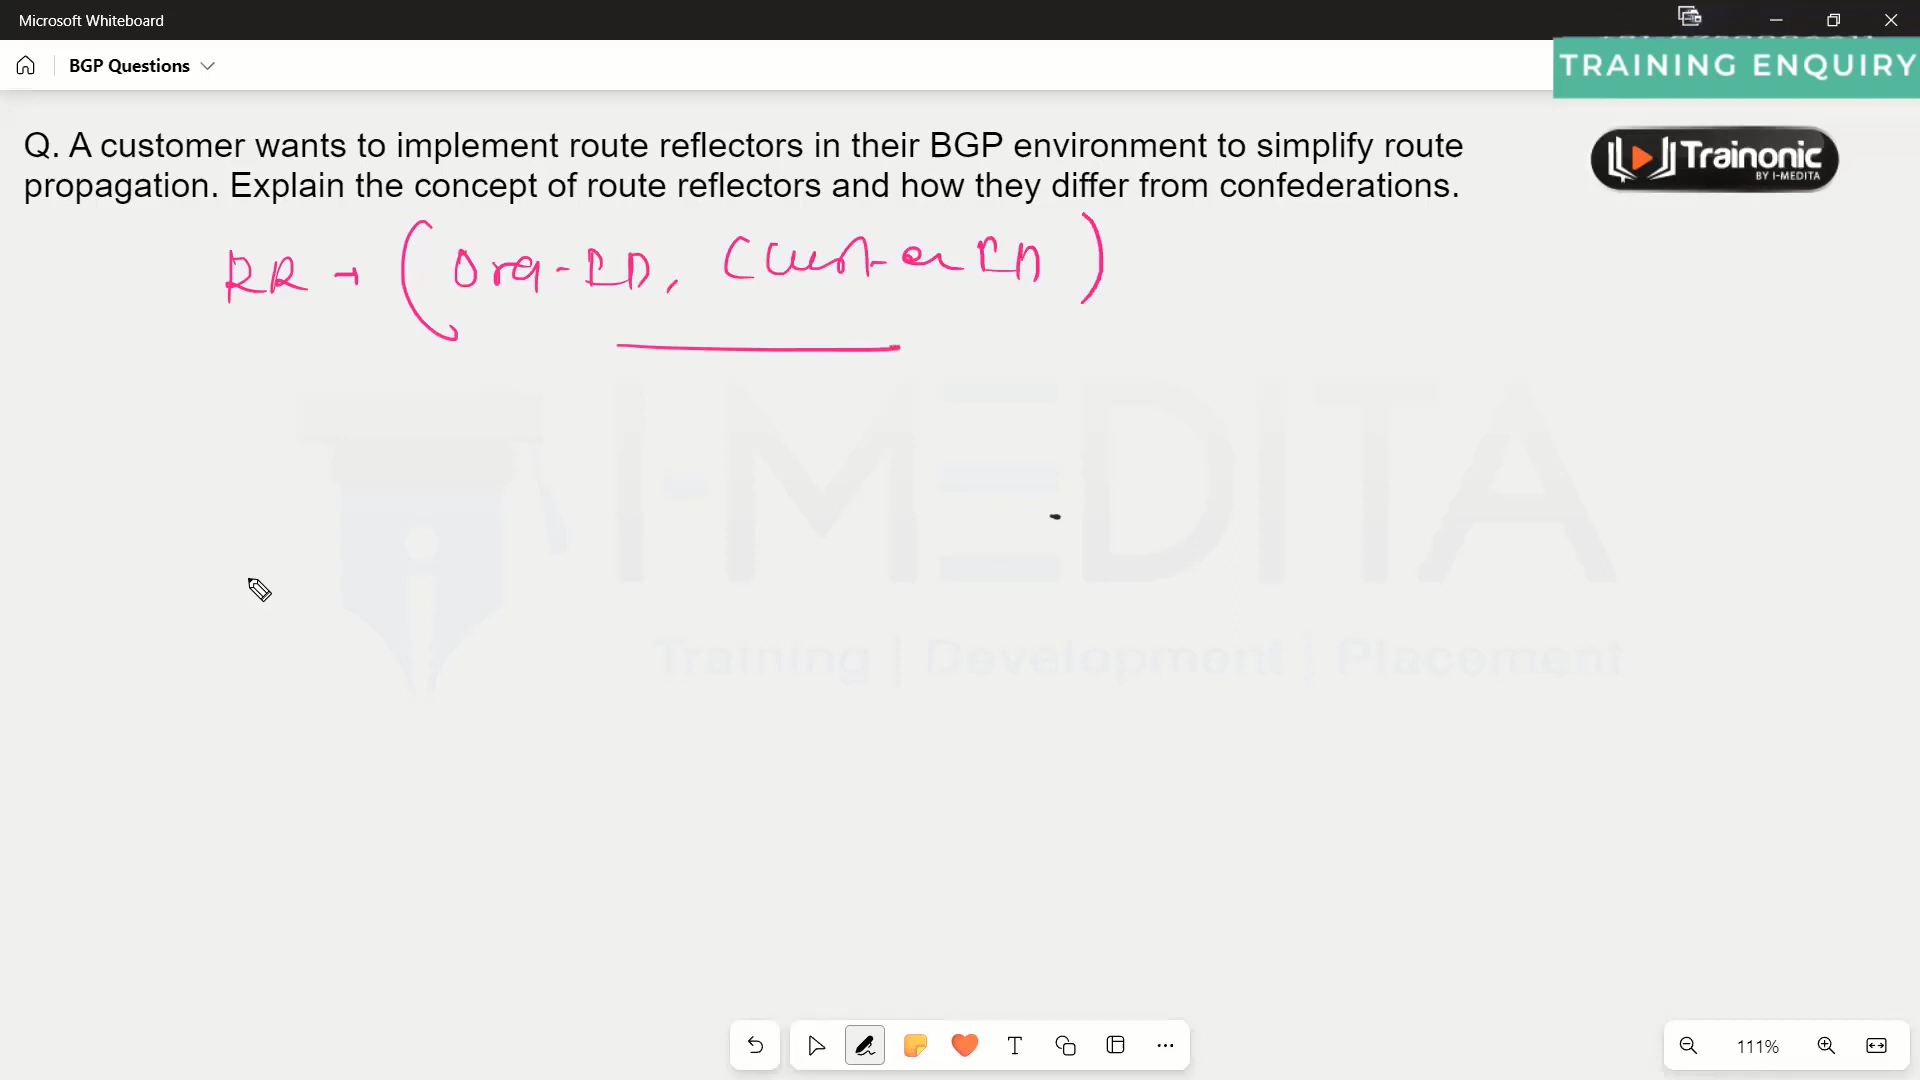 Microsoft Whiteboard
BGP Questions
TRAINING ENQUIRY
Q. A customer wants to implement route reflectors in their BGP environment to simplify route
propagation. Explain the concept of route reflectors and how they differ from confederations.
Trainonic
BY I-MEDITA
RR → (Org-ID, Cluster ID)
I-MEDITA
Training | Development | Placement
111%